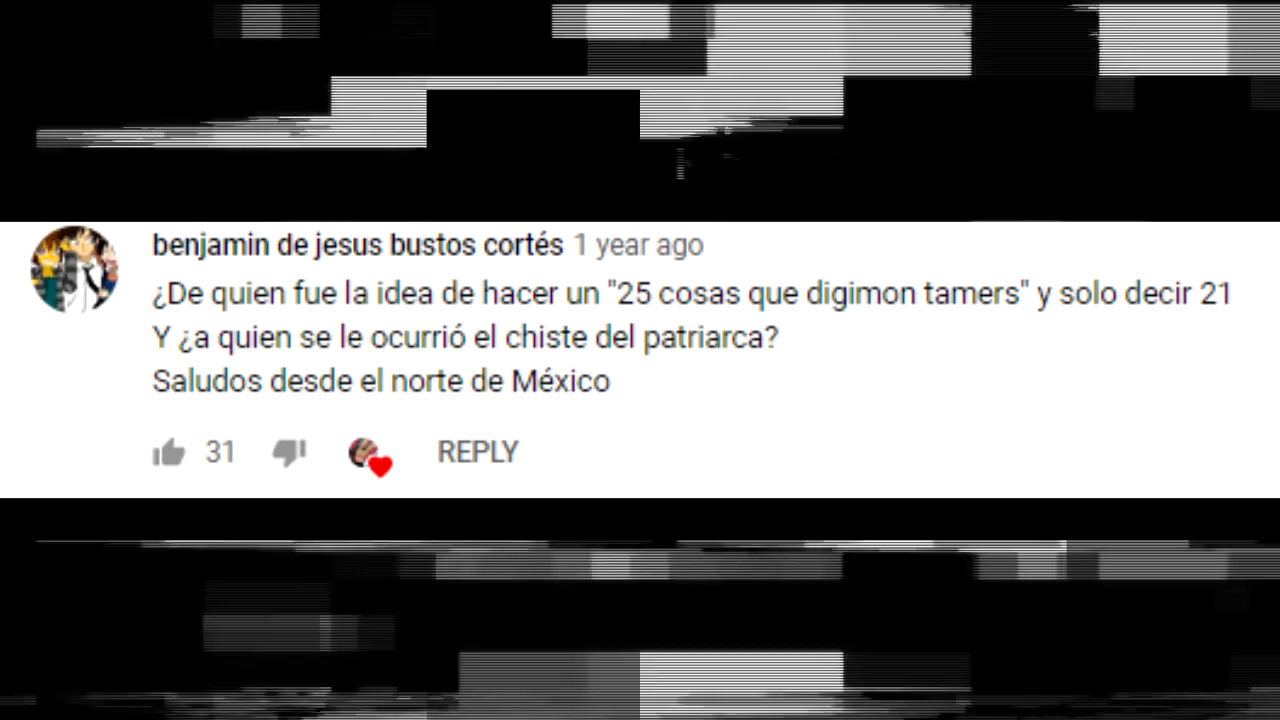 benjamin de jesus bustos cortés 1 year ago
¿De quien fue la idea de hacer un "25 cosas que digimon tamers" y solo decir 21
Y ¿a quien se le ocurrió el chiste del patriarca?
Saludos desde el norte de México
31 REPLY